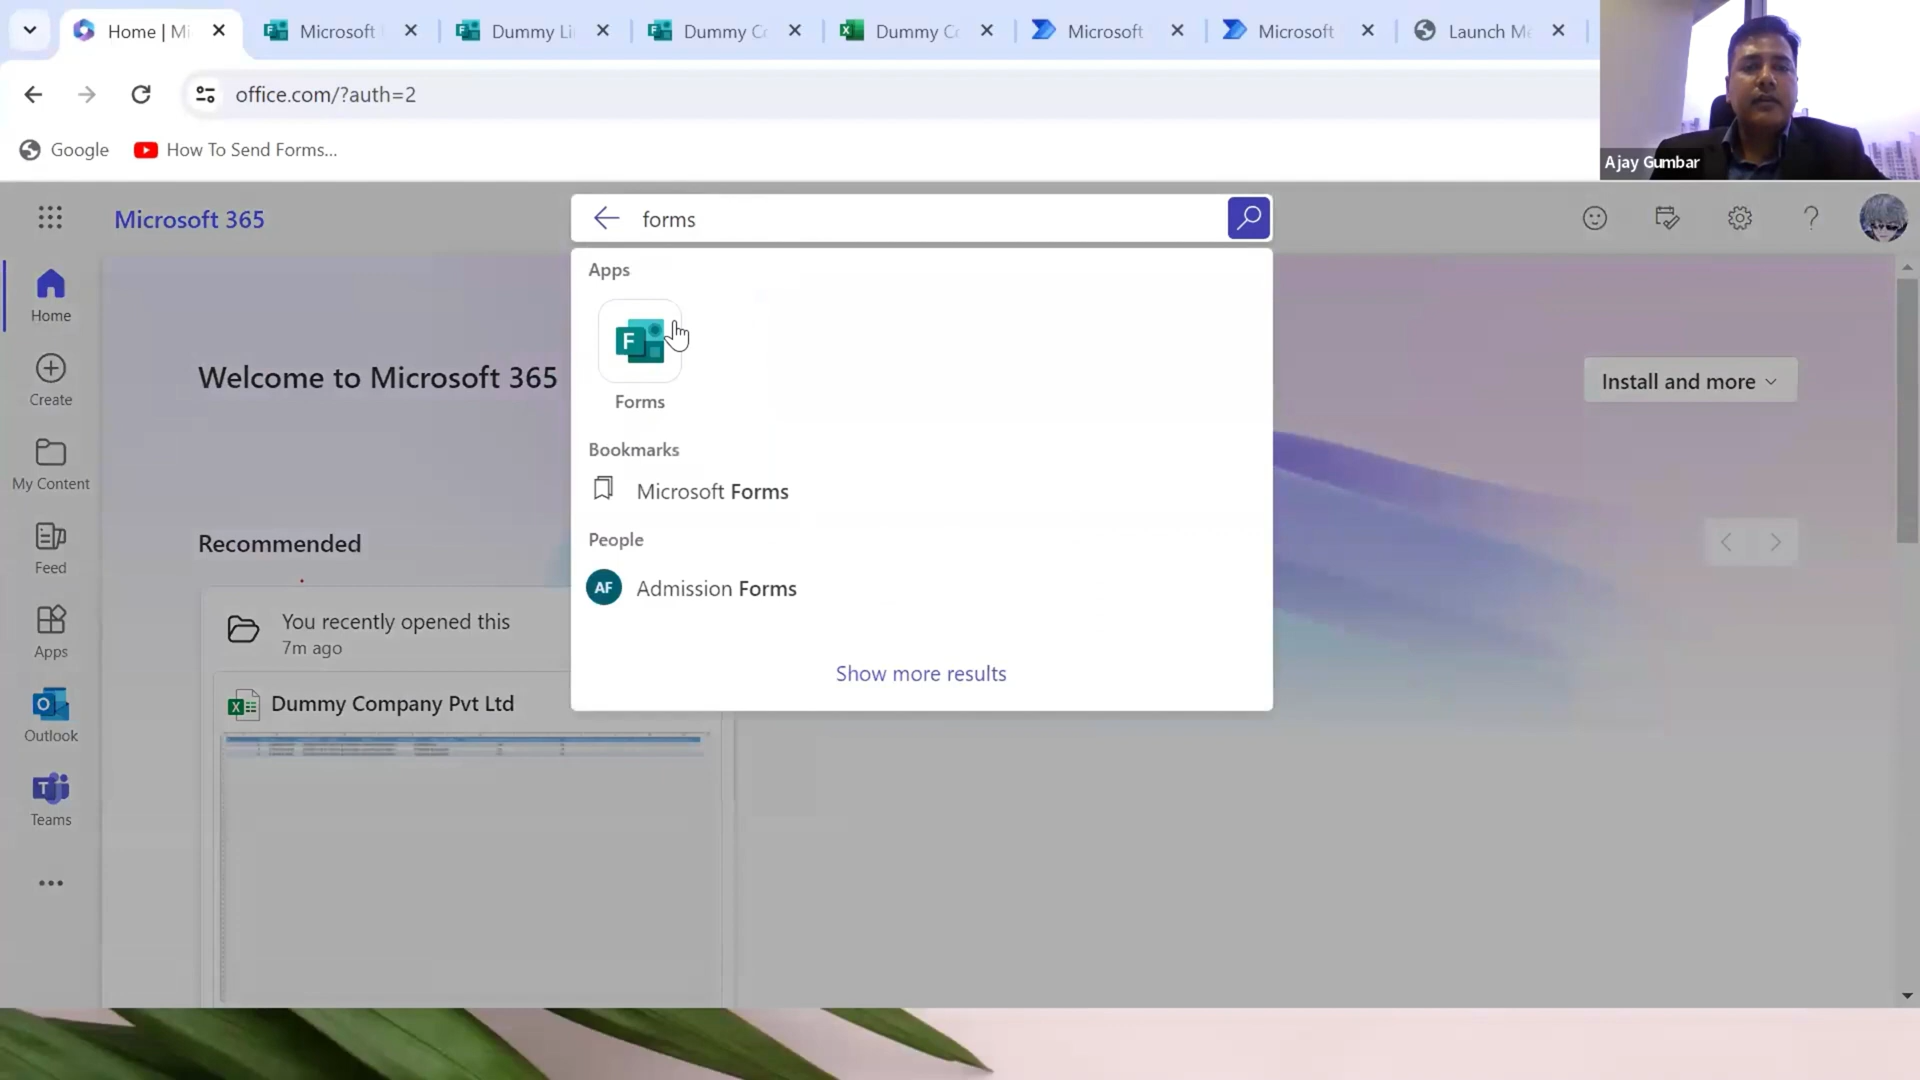 Home | Mi
Microsoft
Dummy Li
Dummy Co
Dummy Co
Microsoft
Microsoft
Launch Me
office.com/?auth=2
Google
How To Send Forms...
Ajay Gumbar
Microsoft 365
forms
Home
Create
My Content
Feed
Apps
Outlook
Teams
Welcome to Microsoft 365
Install and more
Apps
F
Forms
Bookmarks
Microsoft Forms
People
AF
Admission Forms
Show more results
Recommended
You recently opened this
7m ago
Dummy Company Pvt Ltd